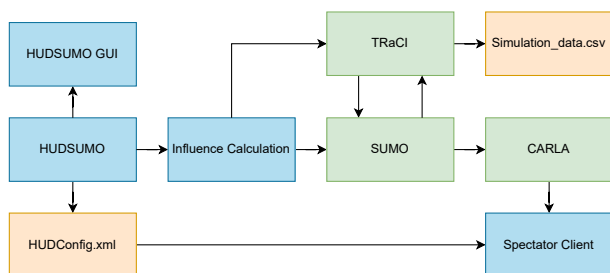 TRaCI
Simulation_data.csv
HUDSUMO GUI
HUDSUMO
Influence Calculation
SUMO
CARLA
HUDConfig.xml
Spectator Client